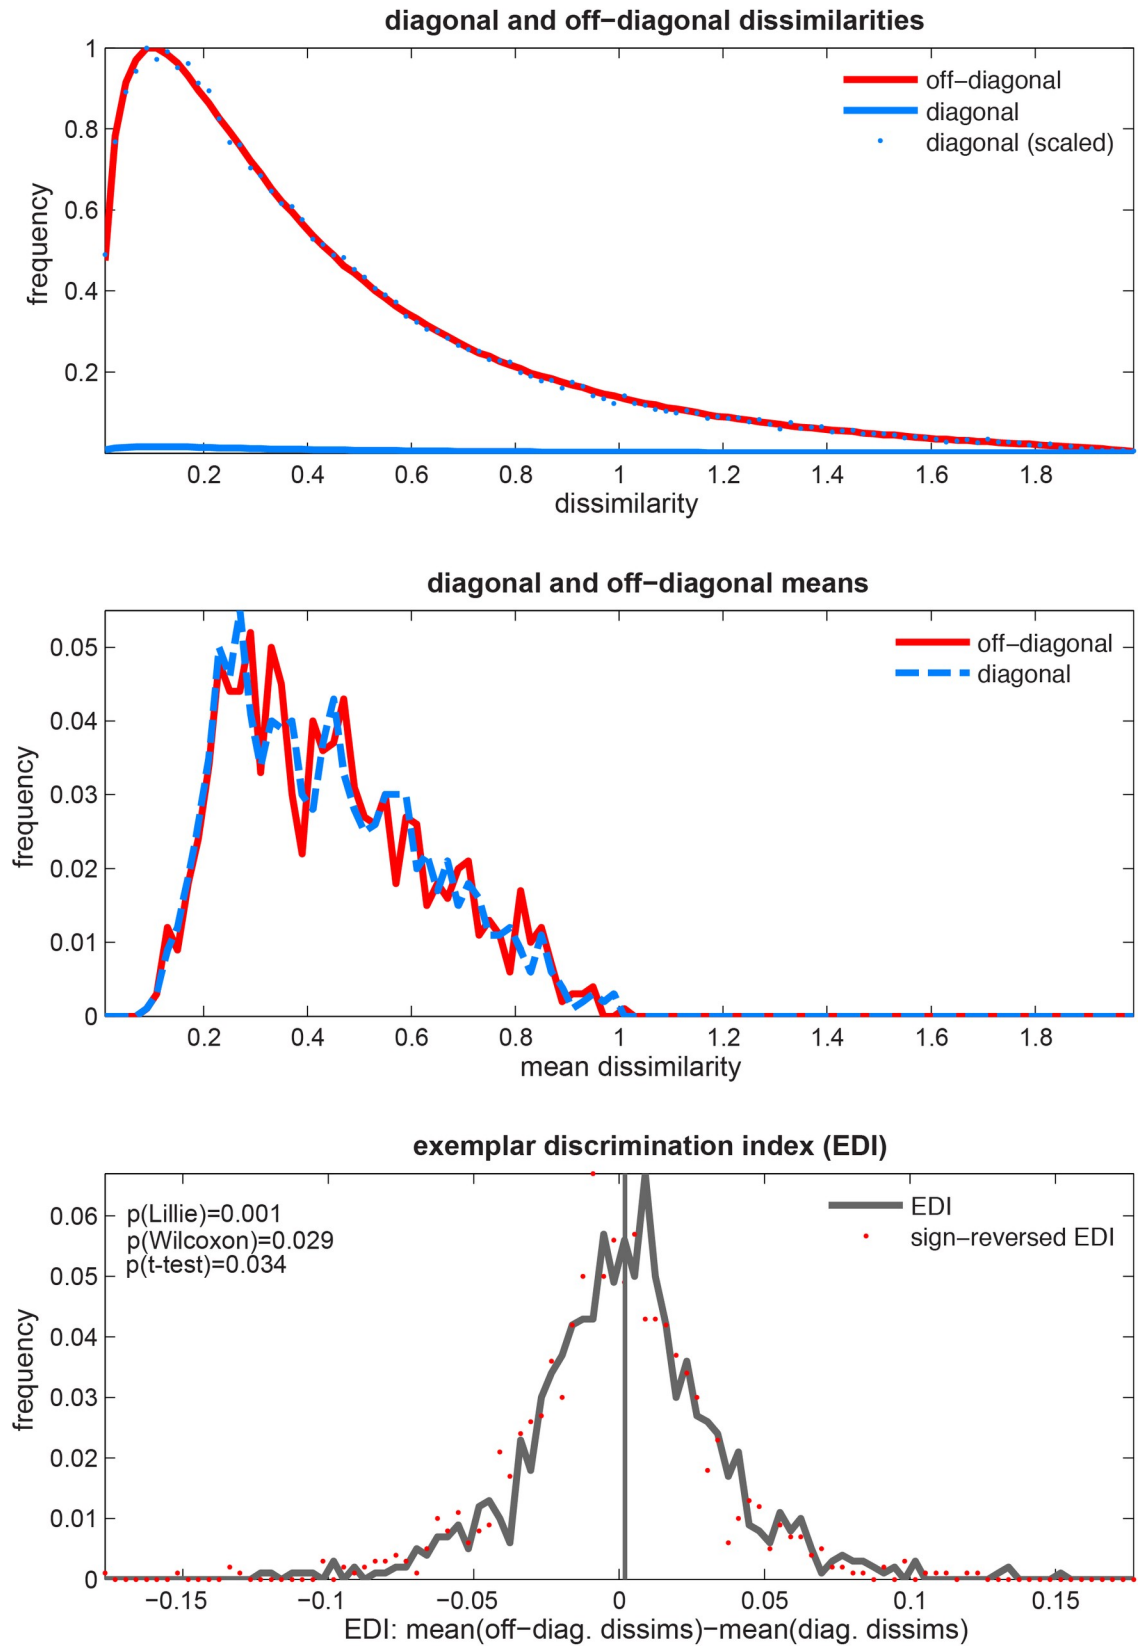 diagonal and off−diagonal dissimilarities
1
0.8
0.6
0.4
0.2
frequency
off−diagonal
diagonal
diagonal (scaled)
0.2 0.4 0.6 0.8 1 1.2 1.4 1.6 1.8
dissimilarity
diagonal and off−diagonal means
0.05
0.04
0.03
0.02
0.01
0
frequency
off−diagonal
diagonal
0.2 0.4 0.6 0.8 1 1.2 1.4 1.6 1.8
mean dissimilarity
exemplar discrimination index (EDI)
0.06
0.05
0.04
0.03
0.02
0.01
0
frequency
p(Lillie)=0.001
p(Wilcoxon)=0.029
p(t-test)=0.034
EDI
sign−reversed EDI
−0.15 −0.1 −0.05 0 0.05 0.1 0.15
EDI: mean(off−diag. dissims)−mean(diag. dissims)